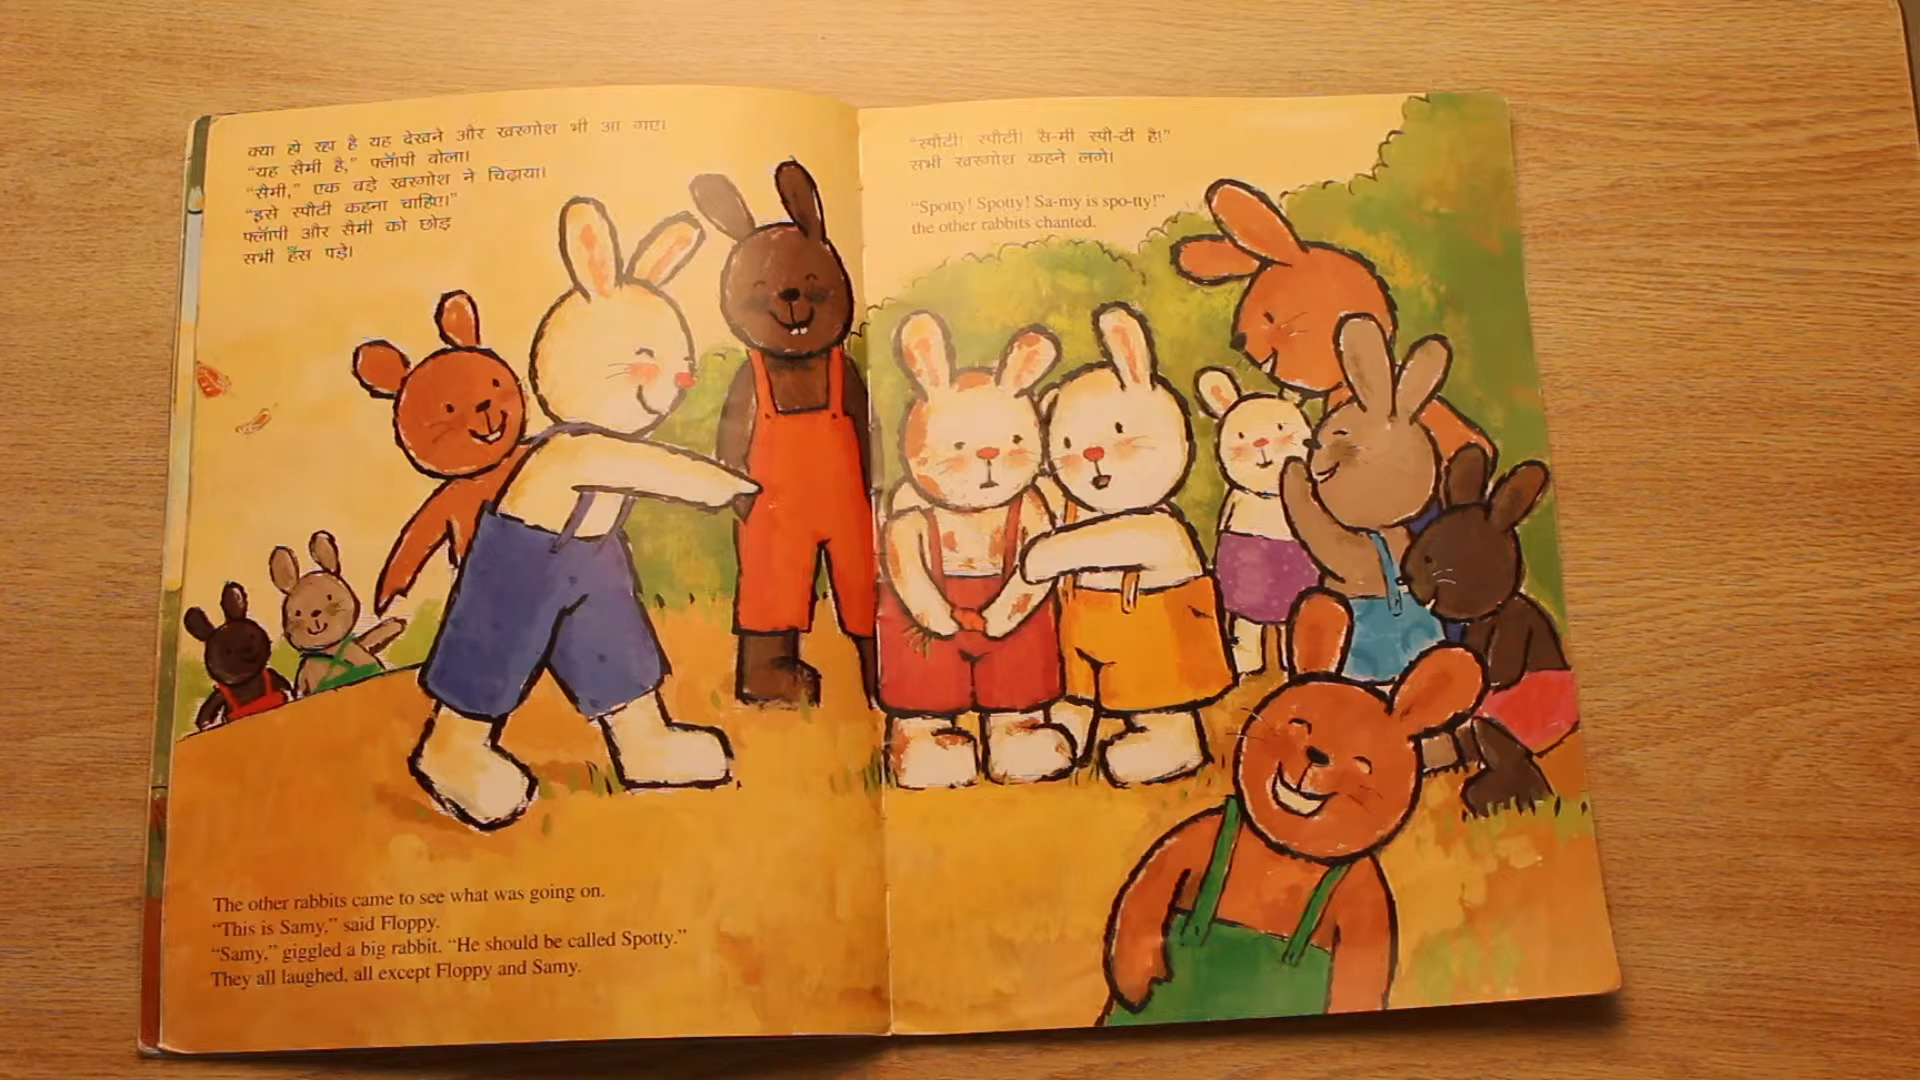 क्या हो रहा है यह देखने और खरगोश भी आ गए।
“यह सैमी है,” फ्लॉपी बोला।
“सैमी,” एक बड़े खरगोश ने चिढ़ाया।
“इसे स्पौटी कहना चाहिए।”
फ्लॉपी और सैमी को छोड़
सभी हँस पड़े।
The other rabbits came to see what was going on.
“This is Samy,” said Floppy.
“Samy,” giggled a big rabbit. “He should be called Spotty.”
They all laughed, all except Floppy and Samy.
“स्पौटी! स्पौटी! सै-मी स्पौ-टी है!”
सभी खरगोश कहने लगे।
“Spotty! Spotty! Sa-my is spo-tty!”
the other rabbits chanted.